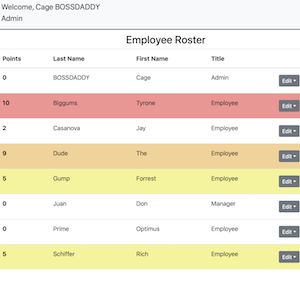 Welcome, Cage BOSSDADDY
Admin
Employee Roster
Points Last Name First Name Title
0 BOSSDADDY Cage Admin Edit
10 Biggums Tyrone Employee Edit
2 Casanova Jay Employee Edit
9 Dude The Employee Edit
5 Gump Forrest Employee Edit
0 Juan Don Manager Edit
0 Prime Optimus Employee Edit
5 Schiffer Rich Employee Edit